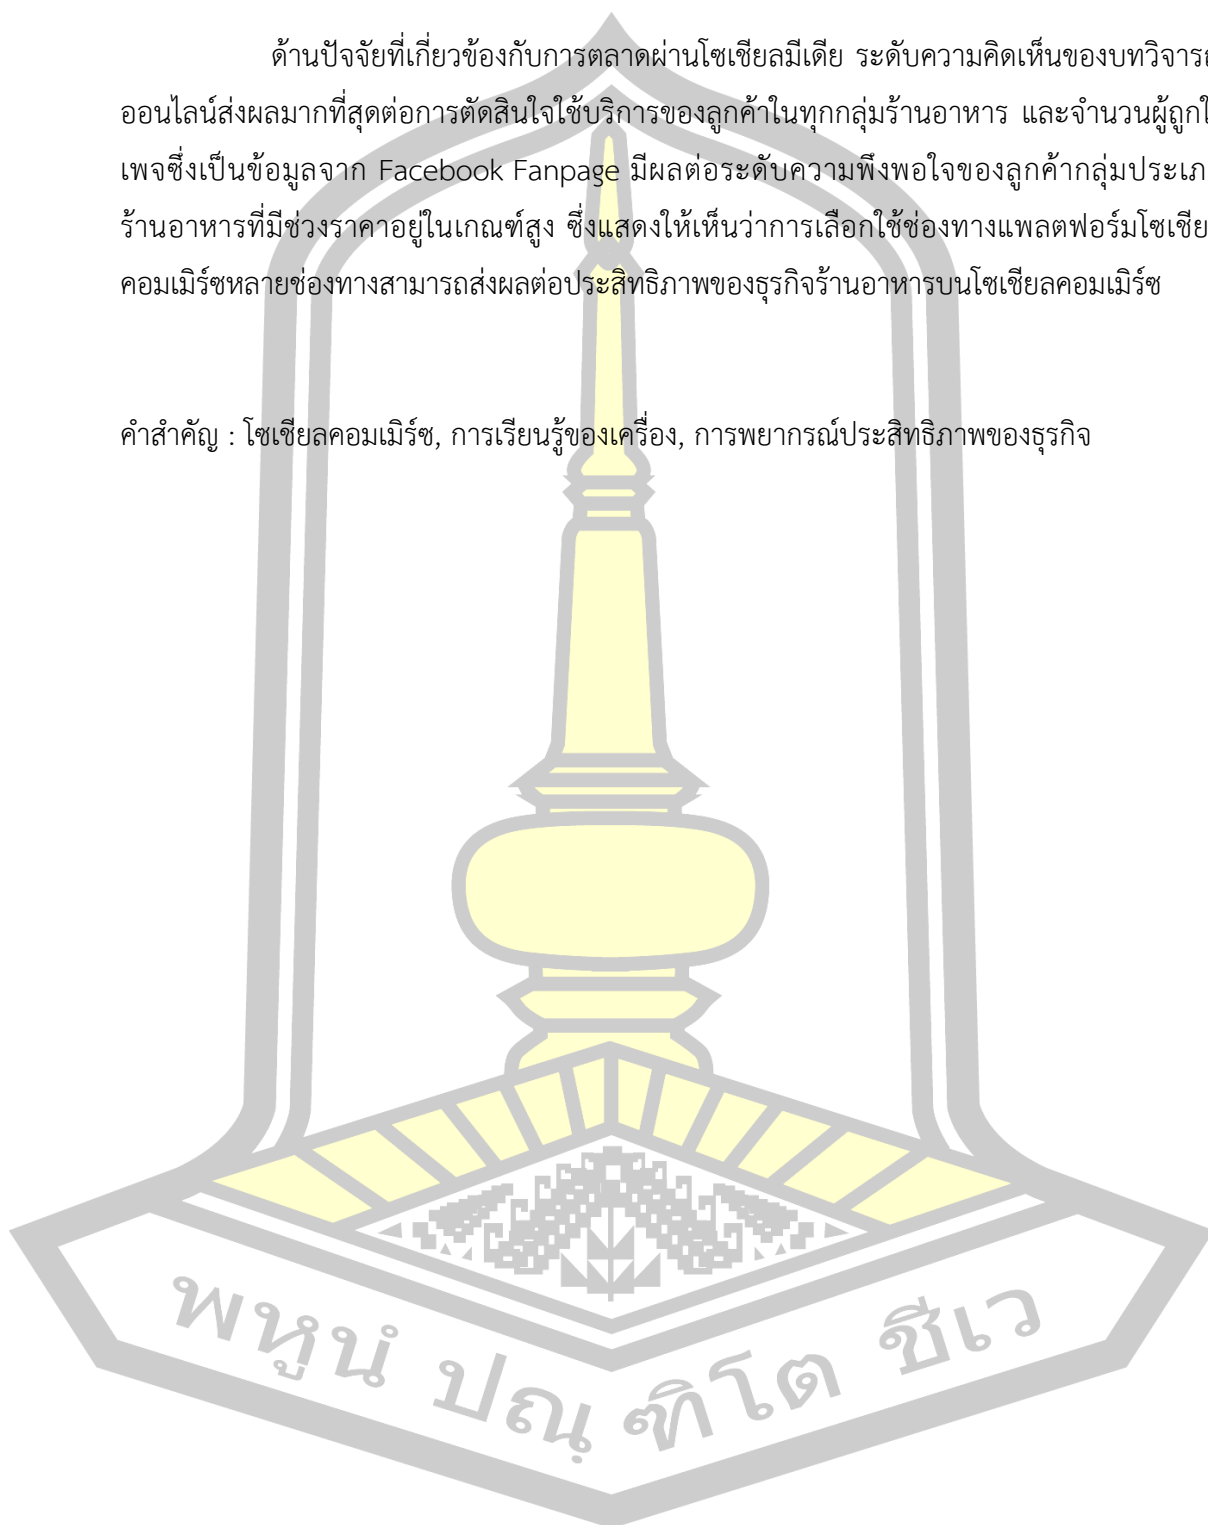 ด้านปัจจัยที่เกี่ยวข้องกับการตลาดผ่านโซเชียลมีเดีย ระดับความคิดเห็นของบทวิจารณ์
ออนไลน์ส่งผลมากที่สุดต่อการตัดสินใจใช้บริการของลูกค้าในทุกกลุ่มร้านอาหาร และจำนวนผู้ถูกใ
เพจซึ่งเป็นข้อมูลจาก Facebook Fanpage มีผลต่อระดับความพึงพอใจของลูกค้ากลุ่มประเภ
ร้านอาหารที่มีช่วงราคาอยู่ในเกณฑ์สูง ซึ่งแสดงให้เห็นว่าการเลือกใช้ช่องทางแพลตฟอร์มโซเชีย
คอมเมิร์ซหลายช่องทางสามารถส่งผลต่อประสิทธิภาพของธุรกิจร้านอาหารบนโซเชียลคอมเมิร์ซ
คำสำคัญ : โซเชียลคอมเมิร์ซ, การเรียนรู้ของเครื่อง, การพยากรณ์ประสิทธิภาพของธุรกิจ
พหูนํ ปณฺ ฑิโต ชีเว